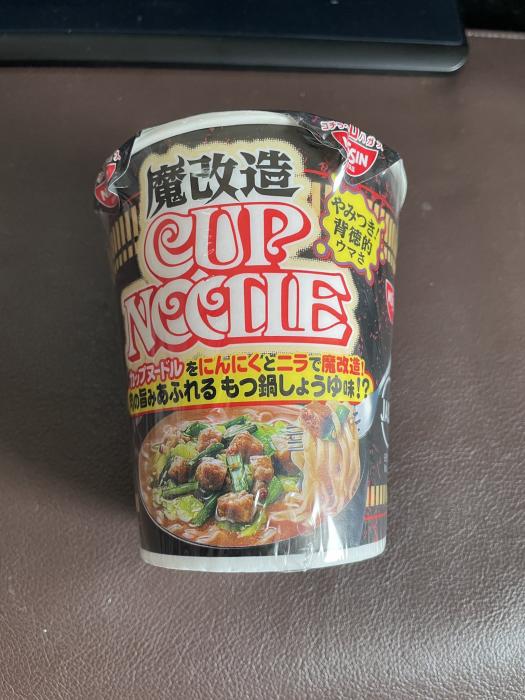 NISSIN
魔改造
CUP
NOODLE
やみつき!
背徳的
ウマさ
カップヌードルをにんにくとニラで魔改造!
の旨みあふれる もつ鍋しょうゆ味!?